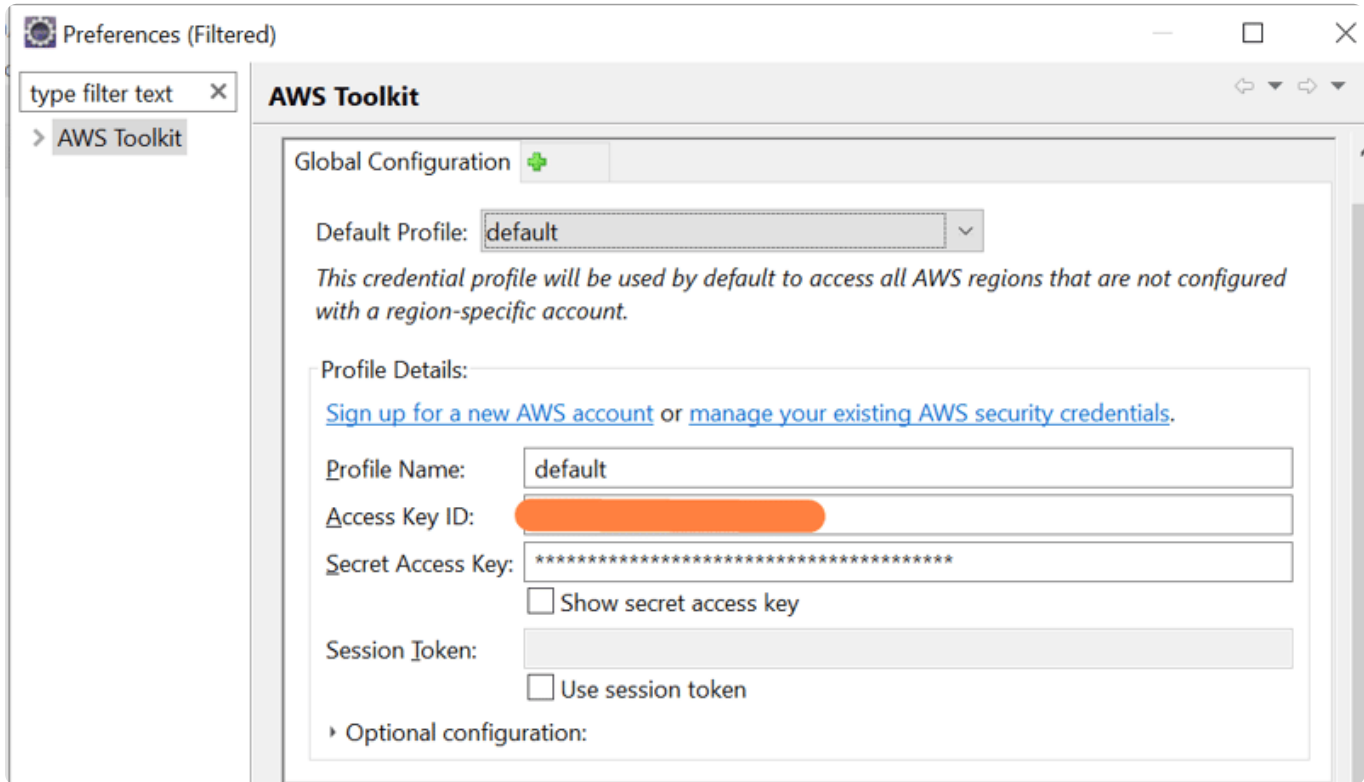 Preferences (Filtered)
type filter text
AWS Toolkit
AWS Toolkit
Global Configuration
Default Profile: default
This credential profile will be used by default to access all AWS regions that are not configured
with a region-specific account.
Profile Details:
Sign up for a new AWS account or manage your existing AWS security credentials.
Profile Name: default
Access Key ID:
Secret Access Key: ****************************************
Show secret access key
Session Token:
Use session token
Optional configuration: